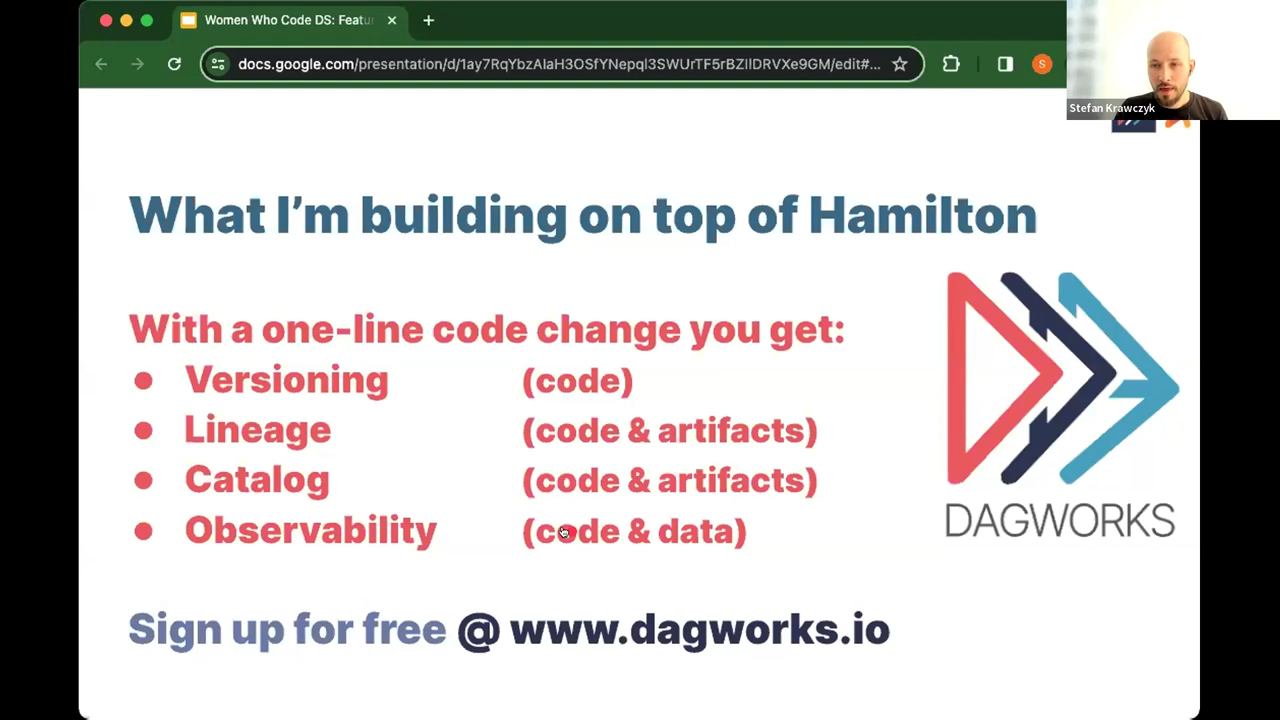 Women Who Code DS: Featu
docs.google.com/presentation/d/1ay7RqYbzAIaH3OSfYNepqI3SWUrTF5rBZIlDRVXe9GM/edit#...
S
Stefan Krawczyk
What I'm building on top of Hamilton
With a one-line code change you get:
● Versioning (code)
● Lineage (code & artifacts)
● Catalog (code & artifacts)
● Observability (code & data)
DAGWORKS
Sign up for free @ www.dagworks.io